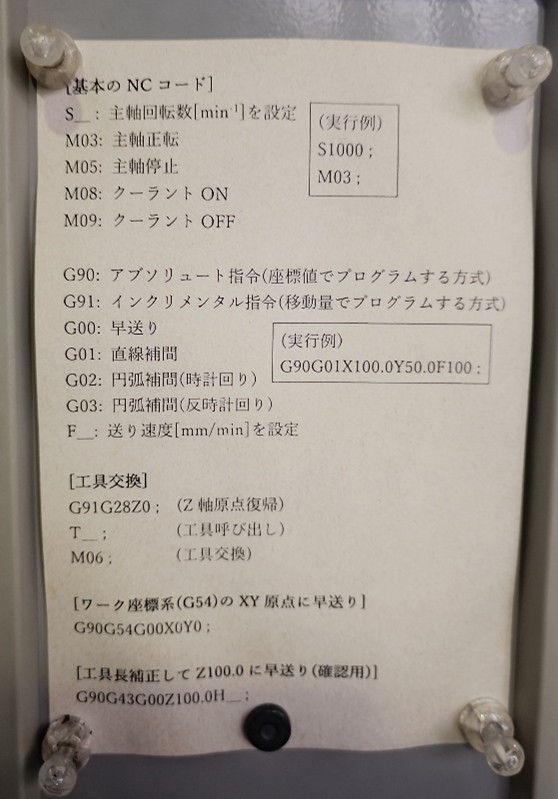 [基本の NC コード]
S__ : 主軸回転数[min⁻¹]を設定
M03: 主軸正転
M05: 主軸停止
M08: クーラント ON
M09: クーラント OFF
(実行例)
S1000 ;
M03 ;
G90: アブソリュート指令(座標値でプログラムする方式)
G91: インクリメンタル指令(移動量でプログラムする方式)
G00: 早送り
G01: 直線補間
G02: 円弧補間(時計回り)
G03: 円弧補間(反時計回り)
F__: 送り速度[mm/min]を設定
(実行例)
G90G01X100.0Y50.0F100 ;
[工具交換]
G91G28Z0 ; (Z 軸原点復帰)
T__ ; (工具呼び出し)
M06 ; (工具交換)
[ワーク座標系(G54)の XY 原点に早送り]
G90G54G00X0Y0 ;
[工具長補正して Z100.0 に早送り(確認用)]
G90G43G00Z100.0H__ ;